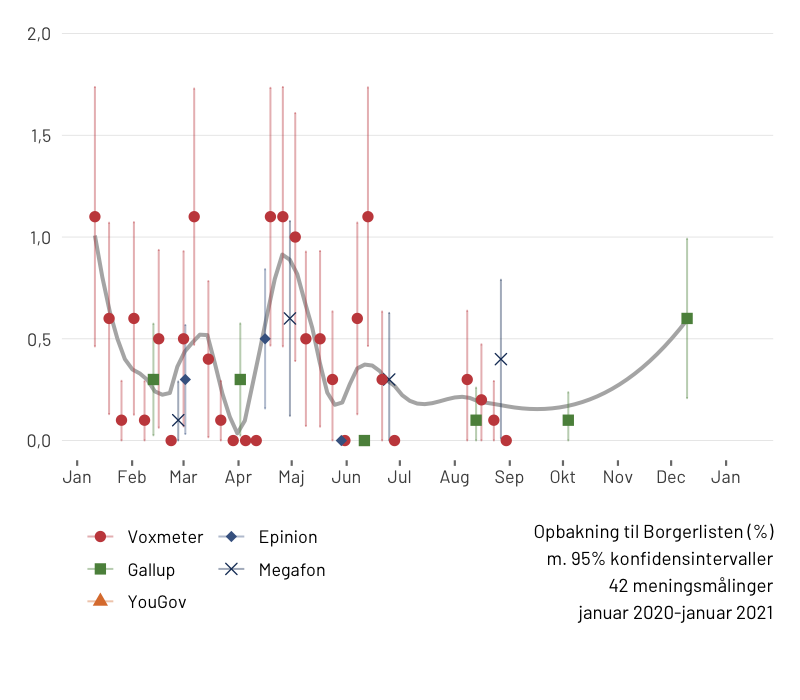 2,0
1,5
1,0
0,5
0,0
Jan Feb Mar Apr Maj Jun Jul Aug Sep Okt Nov Dec Jan
Voxmeter Epinion
Gallup Megafon
YouGov
Opbakning til Borgerlisten (%)
m. 95% konfidensintervaller
42 meningsmålinger
januar 2020-januar 2021